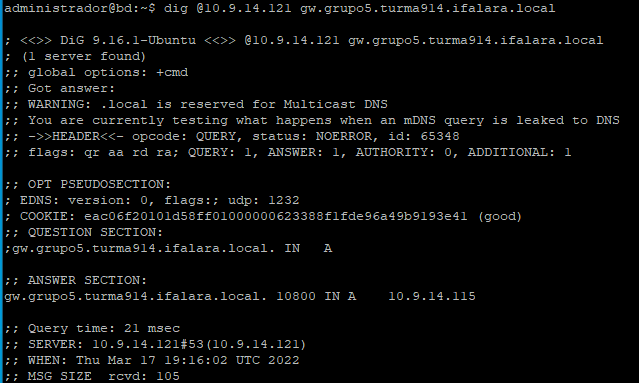 administrador@bd:~$ dig @10.9.14.121 gw.grupo5.turma914.ifalara.local
; <<>> DiG 9.16.1-Ubuntu <<>> @10.9.14.121 gw.grupo5.turma914.ifalara.local
; (1 server found)
;; global options: +cmd
;; Got answer:
;; WARNING: .local is reserved for Multicast DNS
;; You are currently testing what happens when an mDNS query is leaked to DNS
;; ->>HEADER<<- opcode: QUERY, status: NOERROR, id: 65348
;; flags: qr aa rd ra; QUERY: 1, ANSWER: 1, AUTHORITY: 0, ADDITIONAL: 1
;; OPT PSEUDOSECTION:
; EDNS: version: 0, flags:; udp: 1232
; COOKIE: eac06f20101d58ff01000000623388f1fde96a49b9193e41 (good)
;; QUESTION SECTION:
;gw.grupo5.turma914.ifalara.local. IN A
;; ANSWER SECTION:
gw.grupo5.turma914.ifalara.local. 10800 IN A 10.9.14.115
;; Query time: 21 msec
;; SERVER: 10.9.14.121#53(10.9.14.121)
;; WHEN: Thu Mar 17 19:16:02 UTC 2022
;; MSG SIZE rcvd: 105